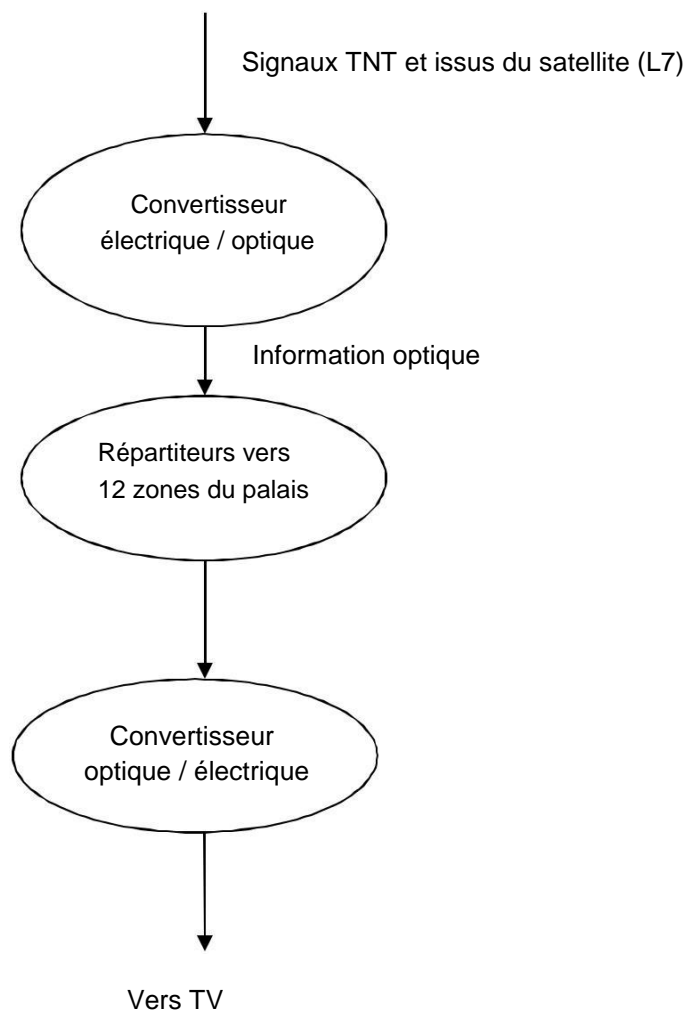 Signaux TNT et issus du satellite (L7)
Convertisseur
électrique / optique
Information optique
Répartiteurs vers
12 zones du palais
Convertisseur
optique / électrique
Vers TV